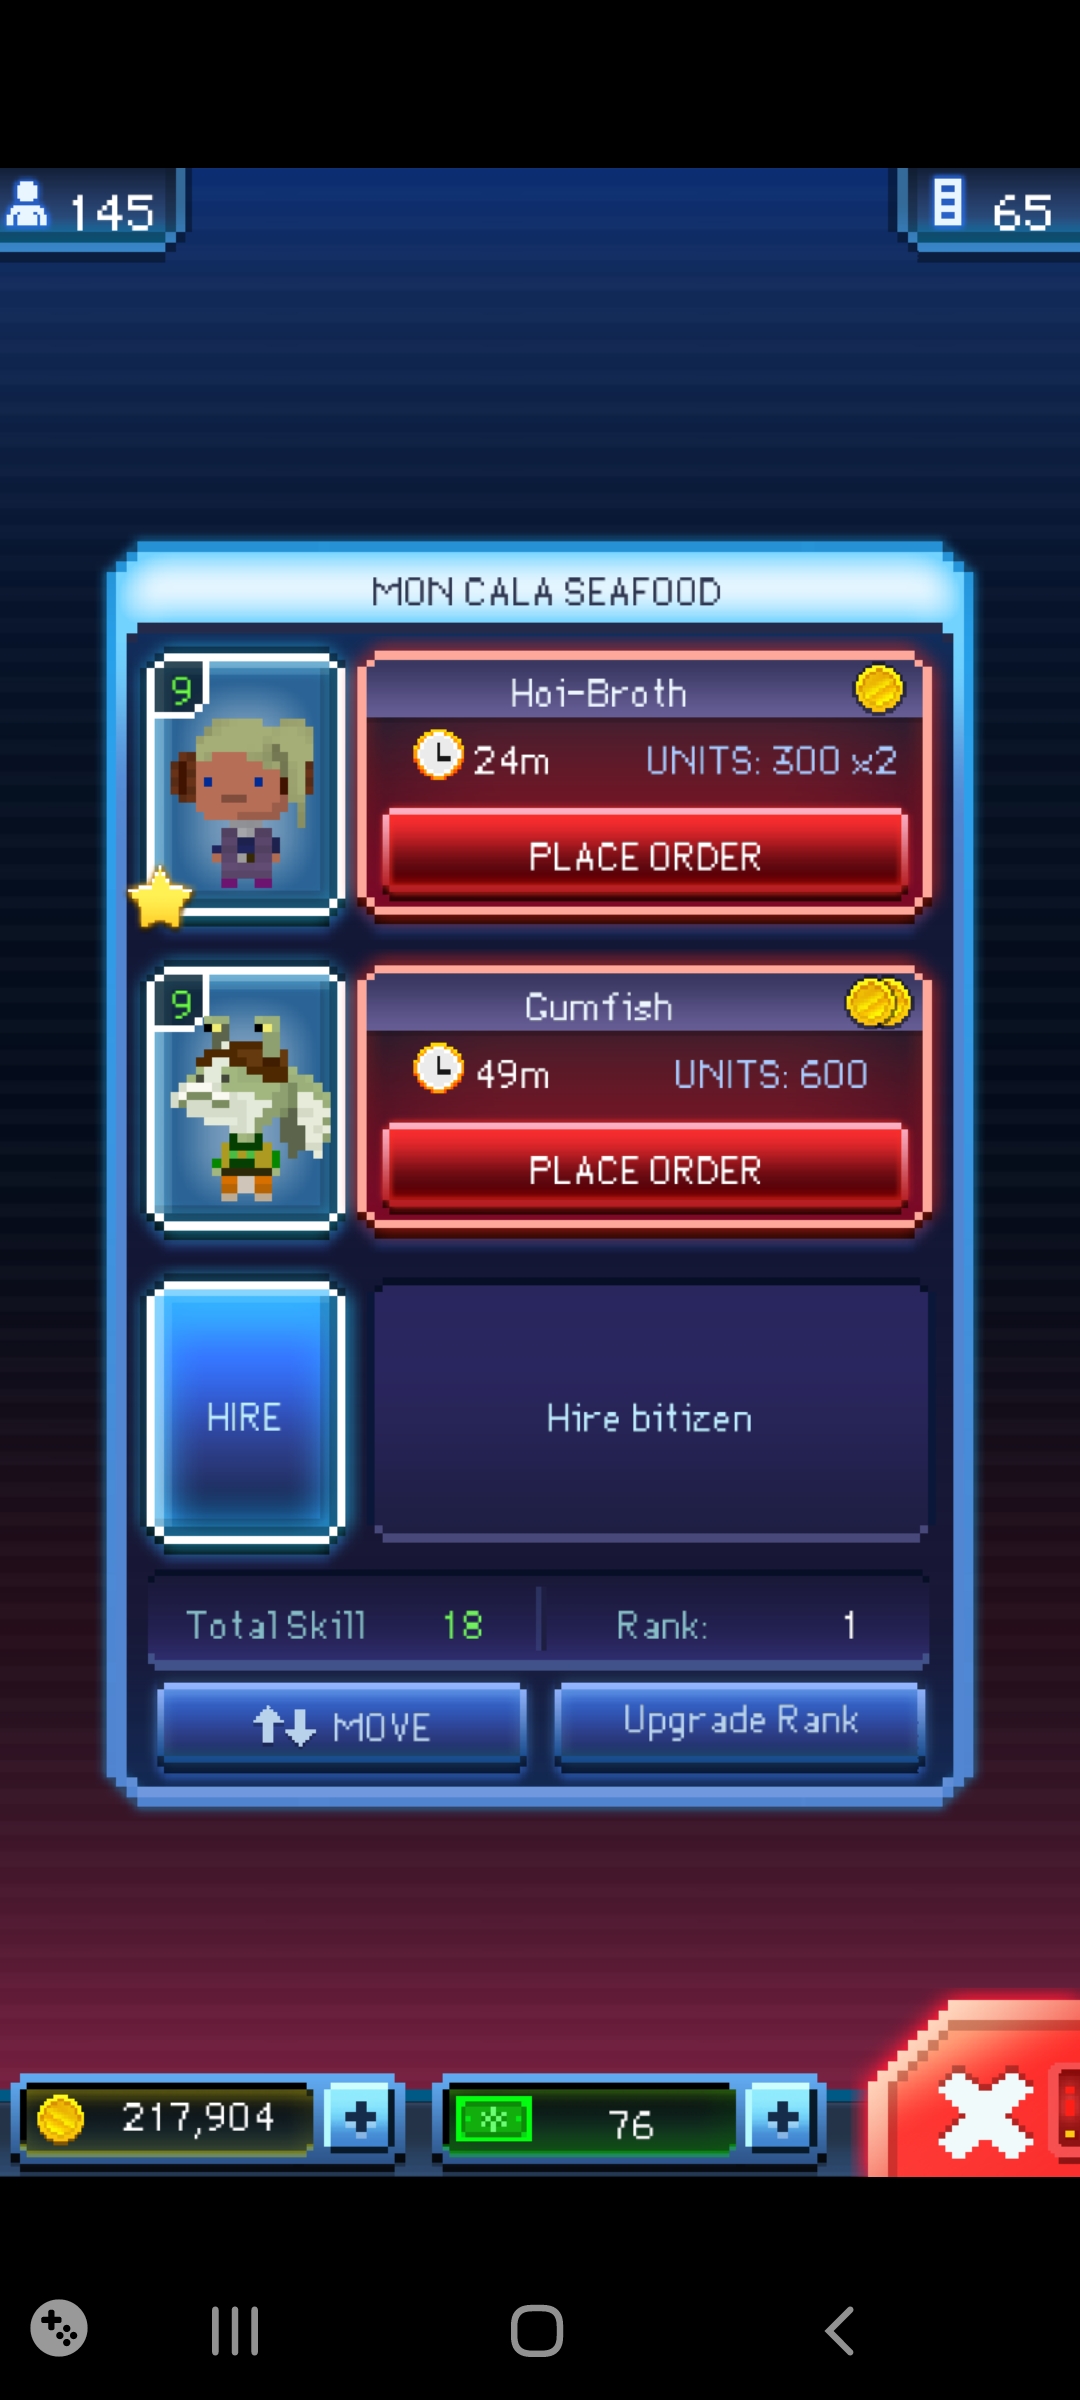 145
65
MON CALA SEAFOOD
9
Hoi-Broth
24m UNITS: 300 x2
PLACE ORDER
9
Gumfish
49m UNITS: 600
PLACE ORDER
HIRE
Hire bitizen
Total Skill 18 Rank: 1
MOVE
Upgrade Rank
217,904
76